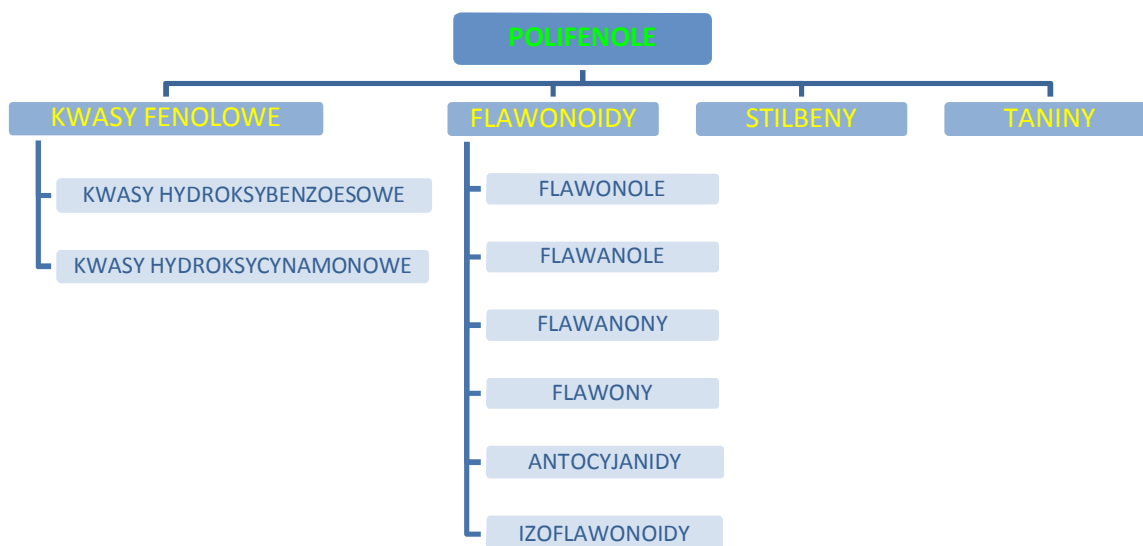 POLIFENOLE
KWASY FENOLOWE
FLAWONOIDY
STILBENY
TANINY
KWASY HYDROKSYBENZOESOWE
KWASY HYDROKSYCYNAMONOWE
FLAWONOLE
FLAWANOLE
FLAWANONY
FLAWONY
ANTOCYJANIDY
IZOFLAWONOIDY